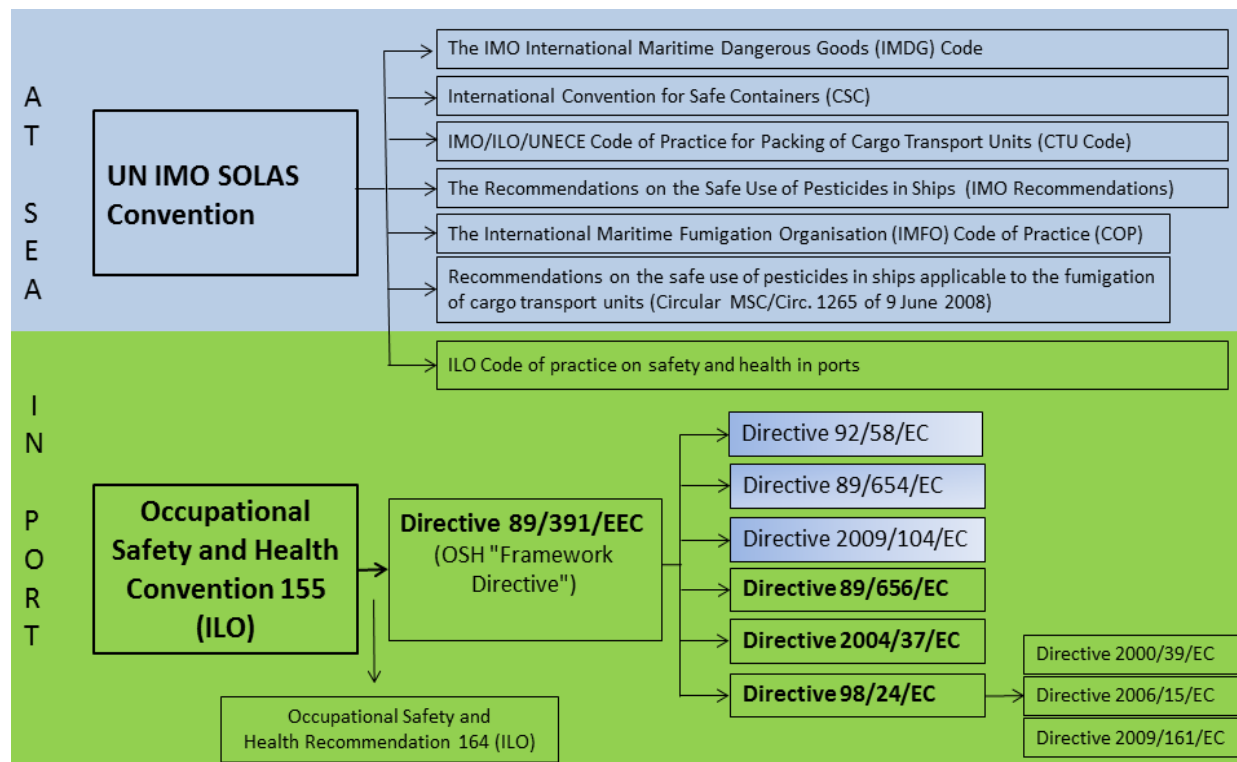 AT SEA
UN IMO SOLAS
Convention
The IMO International Maritime Dangerous Goods (IMDG) Code
International Convention for Safe Containers (CSC)
IMO/ILO/UNECE Code of Practice for Packing of Cargo Transport Units (CTU Code)
The Recommendations on the Safe Use of Pesticides in Ships (IMO Recommendations)
The International Maritime Fumigation Organisation (IMFO) Code of Practice (COP)
Recommendations on the safe use of pesticides in ships applicable to the fumigation
of cargo transport units (Circular MSC/Circ. 1265 of 9 June 2008)
ILO Code of practice on safety and health in ports
IN PORT
Occupational
Safety and Health
Convention 155
(ILO)
Occupational Safety and
Health Recommendation 164 (ILO)
Directive 89/391/EEC
(OSH "Framework
Directive")
Directive 92/58/EC
Directive 89/654/EC
Directive 2009/104/EC
Directive 89/656/EC
Directive 2004/37/EC
Directive 98/24/EC
Directive 2000/39/EC
Directive 2006/15/EC
Directive 2009/161/EC